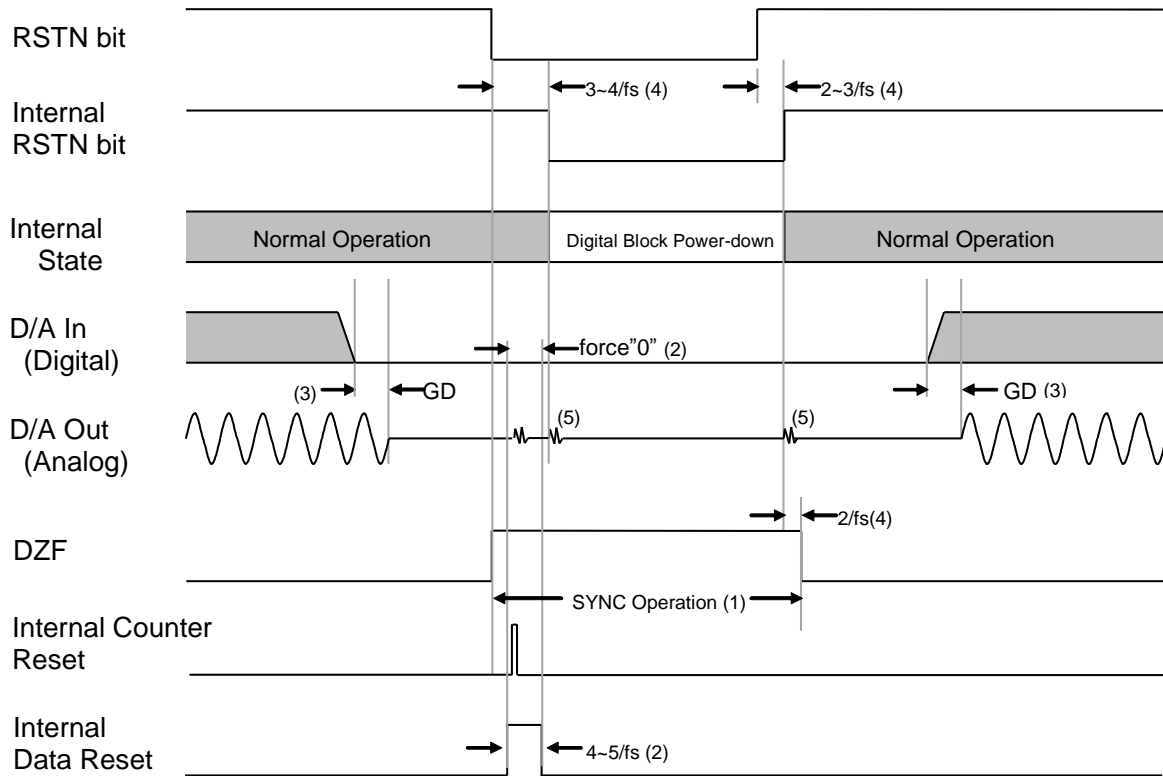 RSTN bit
3~4/fs (4)
2~3/fs (4)
Internal
RSTN bit
Internal
State
Normal Operation
Digital Block Power-down
Normal Operation
D/A In
(Digital)
force”0” (2)
(3)
GD
GD (3)
D/A Out
(Analog)
(5)
(5)
2/fs(4)
DZF
SYNC Operation (1)
Internal Counter
Reset
Internal
Data Reset
4~5/fs (2)